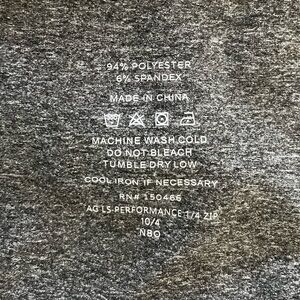 94% POLYESTER
6% SPANDEX
MADE IN CHINA
MACHINE WASH COLD
DO NOT BLEACH
TUMBLE DRY LOW
COOL IRON IF NECESSARY
RN# 150466
AG LS PERFORMANCE 1/4 ZIP
10/4
NBO